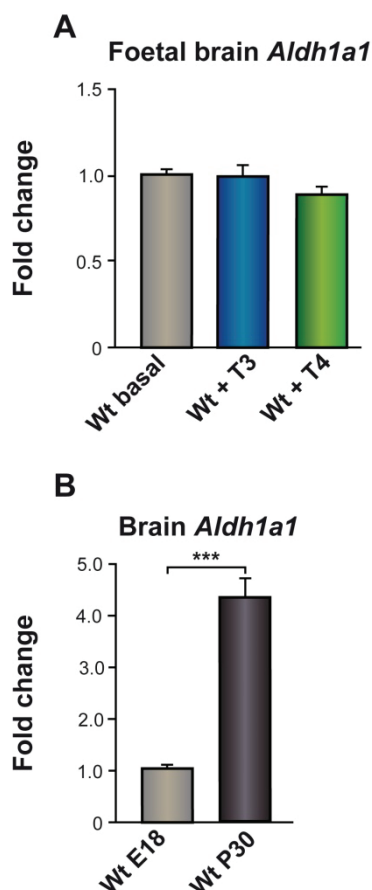 A
Foetal brain Aldh1a1
Fold change
1.5
1.0
0.5
0
Wt basal
Wt + T3
Wt + T4
B
Brain Aldh1a1
Fold change
5.0
4.0
3.0
2.0
1.0
0
***
Wt E18
Wt P30